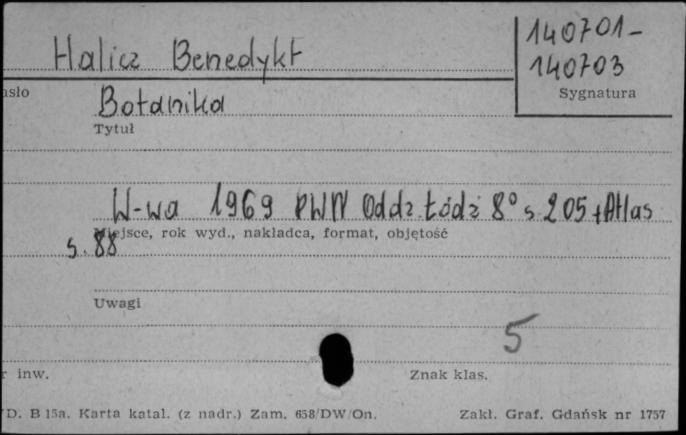 140701-
Halicz Benedykt
140703
asło
Sygnatura
Botanika
Tytuł
W-wa 1969 PWN Oddz Łódź 8° s. 205 + Atlas
Miejsce, rok wyd., nakładca, format, objętość
s. 88
Uwagi
5
r inw.
Znak klas.
D. B 15a. Karta katal. (z nadr.) Zam. 658/DW/On.
Zakł. Graf. Gdańsk nr 1757